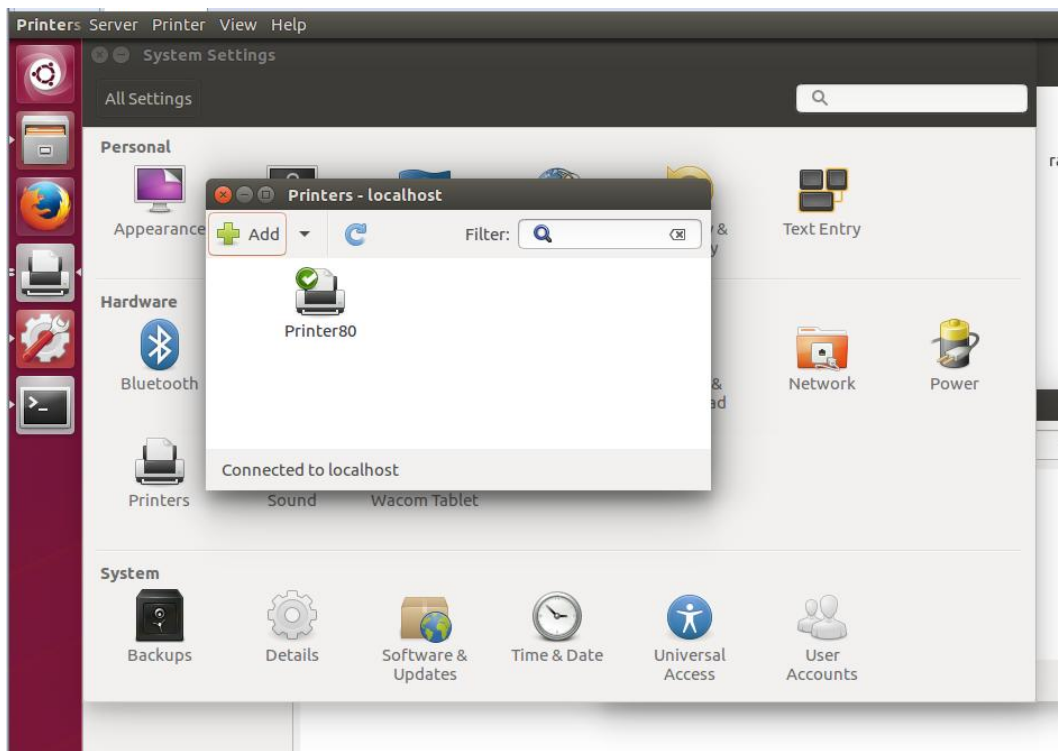 Printers Server Printer View Help
System Settings
All Settings
Personal
Appearance
Text Entry
Printers - localhost
Add
Filter:
Printer80
Connected to localhost
Hardware
Bluetooth
Network
Power
Printers
Sound
Wacom Tablet
System
Backups
Details
Software & Updates
Time & Date
Universal Access
User Accounts